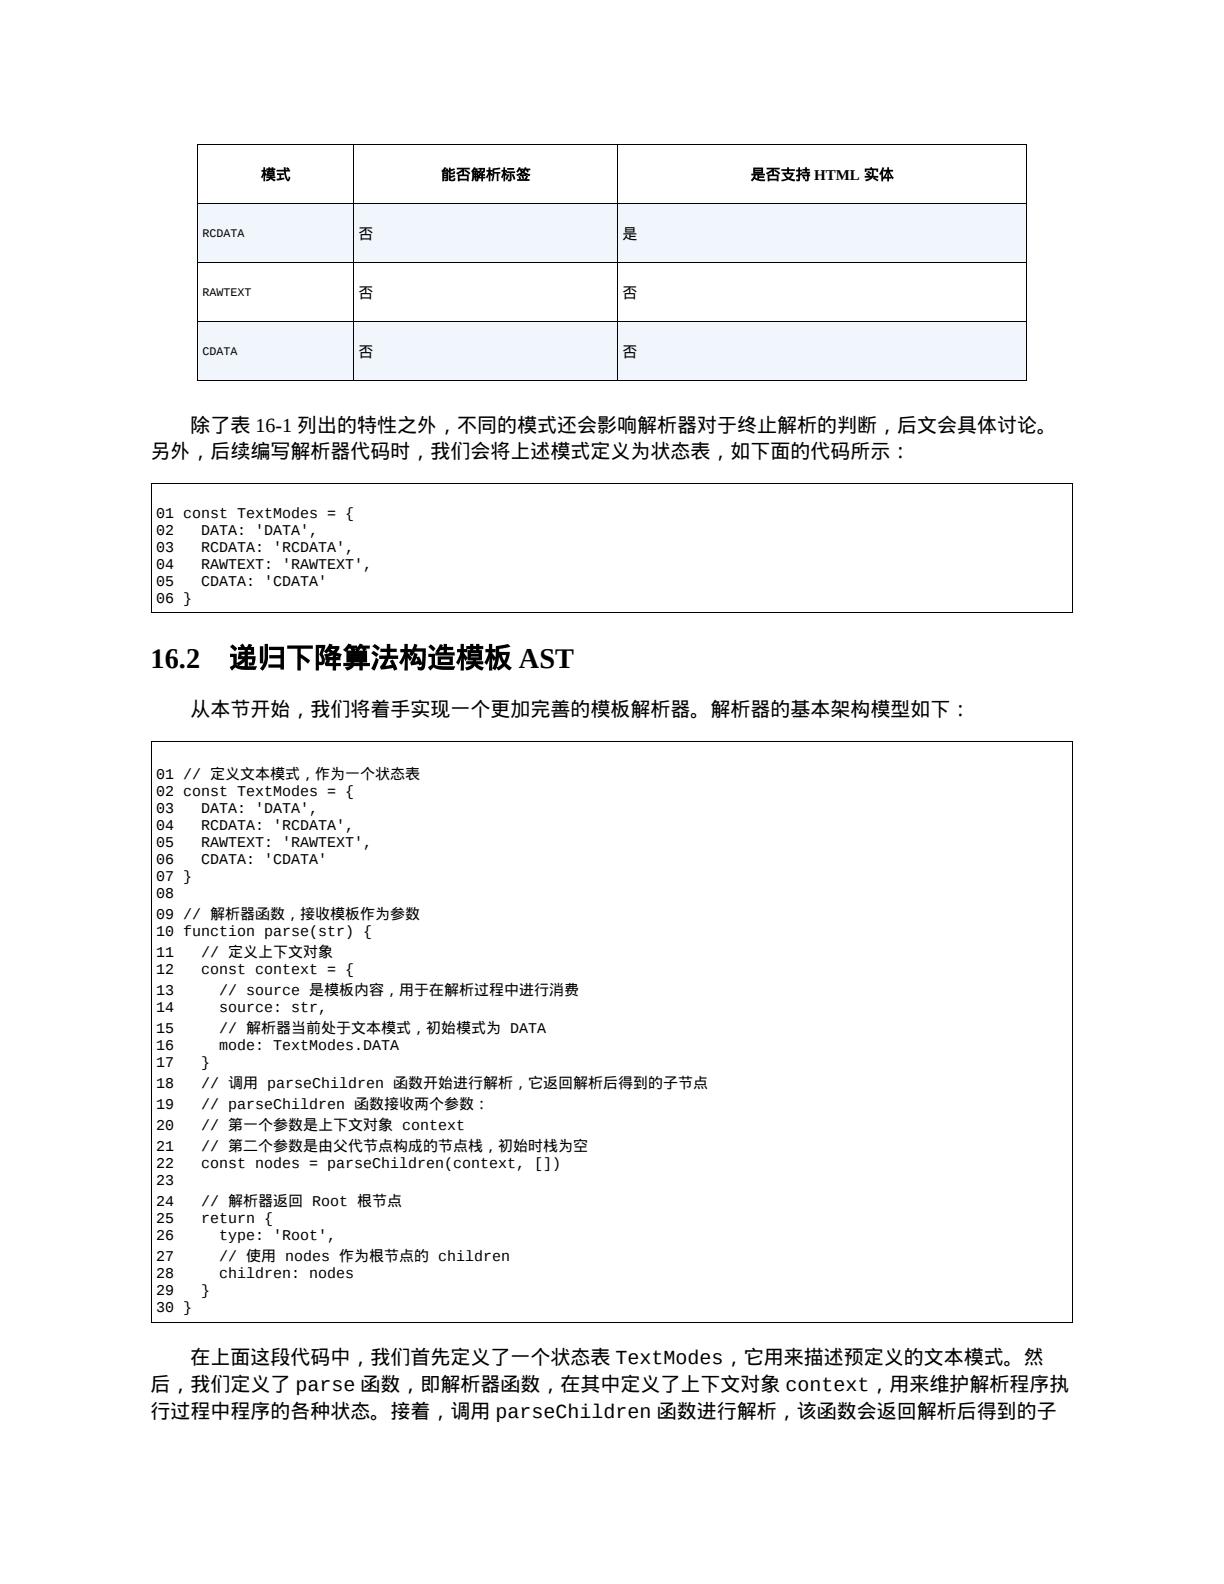 模式 能否解析标签 是否支持 HTML 实体
RCDATA 否 是
RAWTEXT 否 否
CDATA 否 否
除了表 16-1 列出的特性之外，不同的模式还会影响解析器对于终止解析的判断，后文会具体讨论。
另外，后续编写解析器代码时，我们会将上述模式定义为状态表，如下面的代码所示：
01 const TextModes = {
02   DATA: 'DATA',
03   RCDATA: 'RCDATA',
04   RAWTEXT: 'RAWTEXT',
05   CDATA: 'CDATA'
06 }
16.2　递归下降算法构造模板 AST
从本节开始，我们将着手实现一个更加完善的模板解析器。解析器的基本架构模型如下：
01 // 定义文本模式，作为一个状态表
02 const TextModes = {
03   DATA: 'DATA',
04   RCDATA: 'RCDATA',
05   RAWTEXT: 'RAWTEXT',
06   CDATA: 'CDATA'
07 }
08
09 // 解析器函数，接收模板作为参数
10 function parse(str) {
11   // 定义上下文对象
12   const context = {
13     // source 是模板内容，用于在解析过程中进行消费
14     source: str,
15     // 解析器当前处于文本模式，初始模式为 DATA
16     mode: TextModes.DATA
17   }
18   // 调用 parseChildren 函数开始进行解析，它返回解析后得到的子节点
19   // parseChildren 函数接收两个参数：
20   // 第一个参数是上下文对象 context
21   // 第二个参数是由父代节点构成的节点栈，初始时栈为空
22   const nodes = parseChildren(context, [])
23
24   // 解析器返回 Root 根节点
25   return {
26     type: 'Root',
27     // 使用 nodes 作为根节点的 children
28     children: nodes
29   }
30 }
在上面这段代码中，我们首先定义了一个状态表 TextModes，它用来描述预定义的文本模式。然
后，我们定义了 parse 函数，即解析器函数，在其中定义了上下文对象 context，用来维护解析程序执
行过程中程序的各种状态。接着，调用 parseChildren 函数进行解析，该函数会返回解析后得到的子